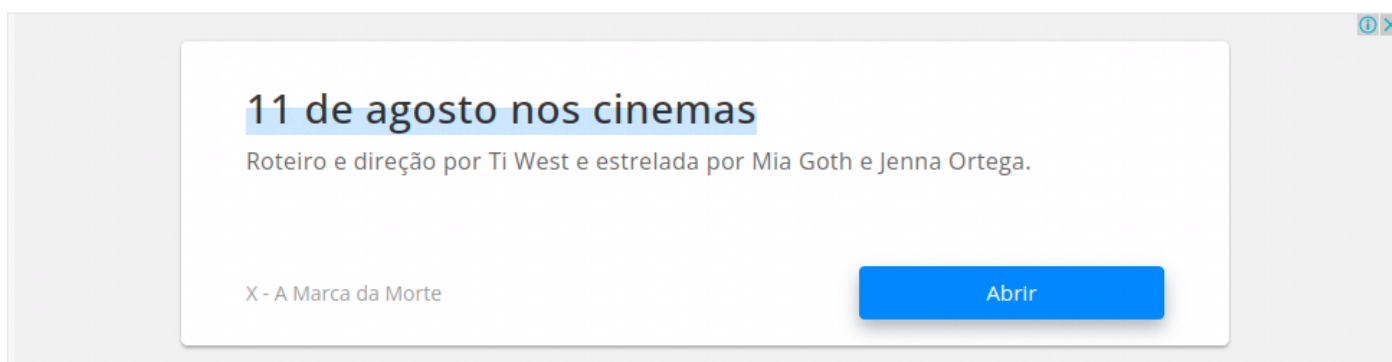 11 de agosto nos cinemas
Roteiro e direção por Ti West e estrelada por Mia Goth e Jenna Ortega.
X - A Marca da Morte
Abrir